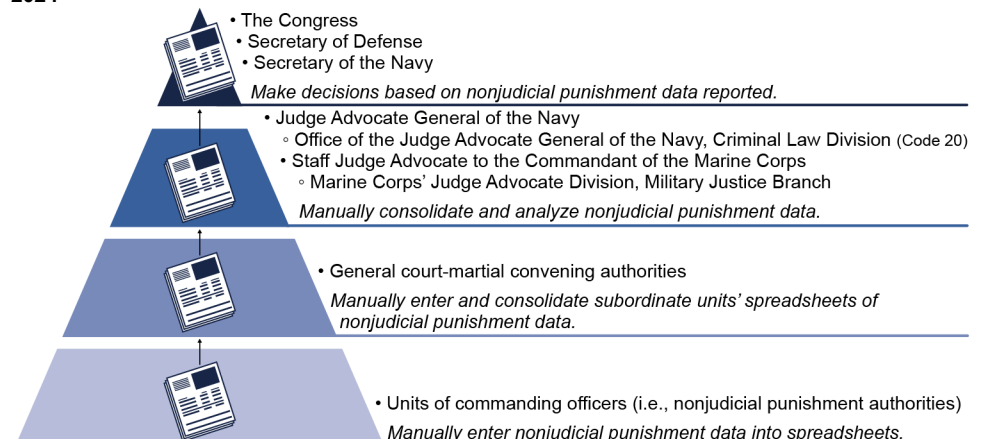 • The Congress
• Secretary of Defense
• Secretary of the Navy
Make decisions based on nonjudicial punishment data reported.
• Judge Advocate General of the Navy
◦ Office of the Judge Advocate General of the Navy, Criminal Law Division (Code 20)
• Staff Judge Advocate to the Commandant of the Marine Corps
◦ Marine Corps’ Judge Advocate Division, Military Justice Branch
Manually consolidate and analyze nonjudicial punishment data.
• General court-martial convening authorities
Manually enter and consolidate subordinate units’ spreadsheets of
nonjudicial punishment data.
• Units of commanding officers (i.e., nonjudicial punishment authorities)
Manually enter nonjudicial punishment data into spreadsheets.